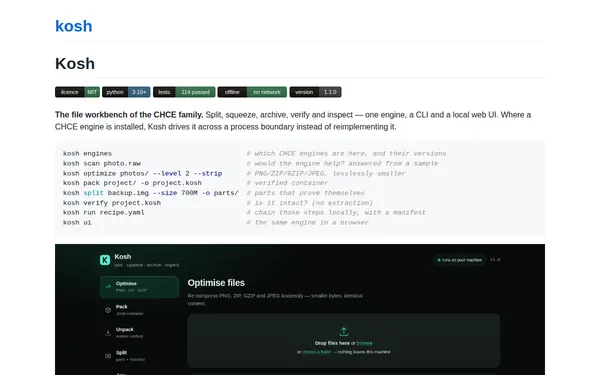 kosh
Kosh
licence MIT python 3.10+ tests 114 passed offline no network version 1.1.0
The file workbench of the CHCE family. Split, squeeze, archive, verify and inspect — one engine, a CLI and a local web UI. Where a
CHCE engine is installed, Kosh drives it across a process boundary instead of reimplementing it.
kosh engines # which CHCE engines are here, and their versions
kosh scan photo.raw # would the engine help? answered from a sample
kosh optimize photos/ --level 2 --strip # PNG/ZIP/GZIP/JPEG, losslessly smaller
kosh pack project/ -o project.kosh # verified container
kosh split backup.img --size 700M -o parts/ # parts that prove themselves
kosh verify project.kosh # is it intact? (no extraction)
kosh run recipe.yaml # chain those steps locally, with a manifest
kosh ui # the same engine in a browser
K Kosh
split · squeeze · archive · inspect
runs on your machine
Optimise
PNG, ZIP, GZIP
Optimise files
Re-compress PNG, ZIP, GZIP and JPEG losslessly — smaller bytes, identical
content.
Pack
Unpack
Split
Drop files here or browse
or choose a folder — nothing leaves this machine